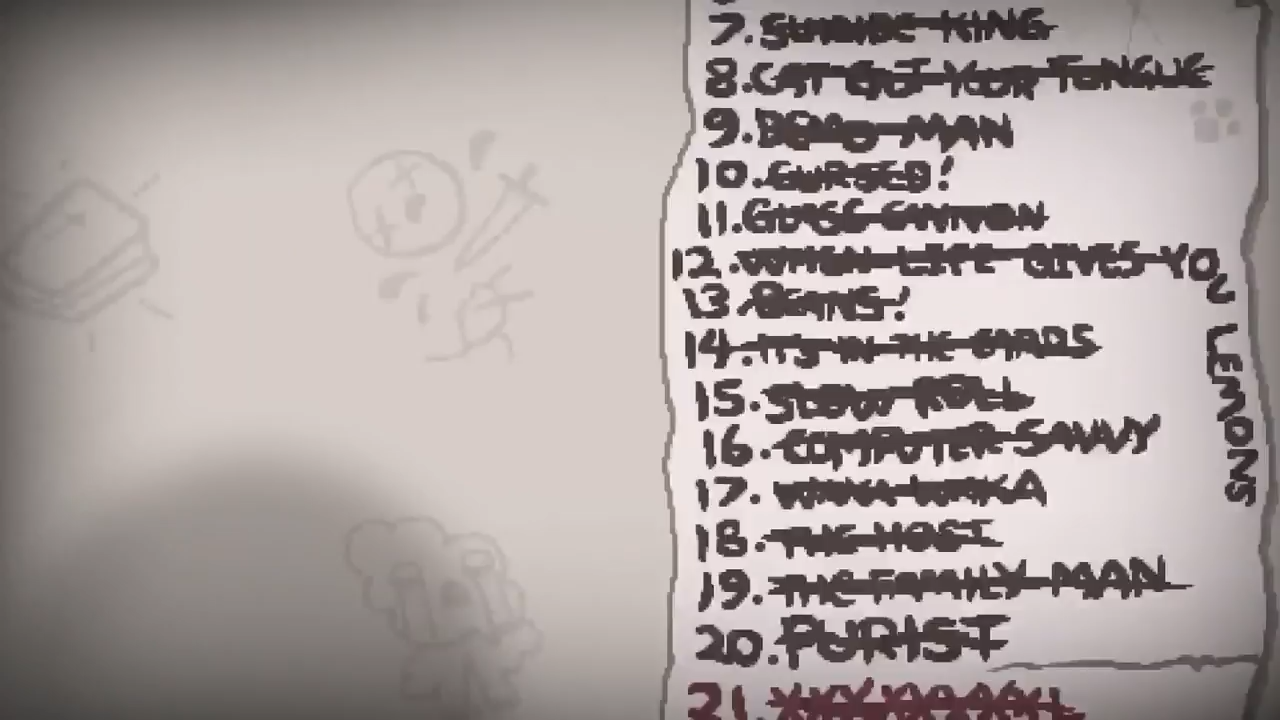 7. SUICIDE KING
8. CAT GOT YOUR TONGUE
9. DEMO MAN
10. CURSED!
11. GLASS CANNON
12. WHEN LIFE GIVES YOU LEMONS
13. BEANS!
14. IT'S IN THE CARDS
15. SLOW ROLL
16. COMPUTER SAVVY
17. WAKA WAKA
18. THE HOST
19. THE FAMILY MAN
20. PURIST
21.